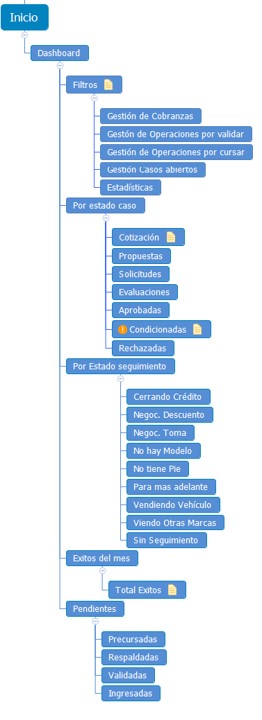 Inicio
Dashboard
Filtros
Gestión de Cobranzas
Gestón de Operaciones por validar
Gestión de Operaciones por cursar
Gestión Casos abiertos
Estadísticas
Por estado caso
Cotización
Propuestas
Solicitudes
Evaluaciones
Aprobadas
Condicionadas
Rechazadas
Por Estado seguimiento
Cerrando Crédito
Negoc. Descuento
Negoc. Toma
No hay Modelo
No tiene Pie
Para mas adelante
Vendiendo Vehículo
Viendo Otras Marcas
Sin Seguimiento
Exitos del mes
Total Exitos
Pendientes
Precursadas
Respaldadas
Validadas
Ingresadas